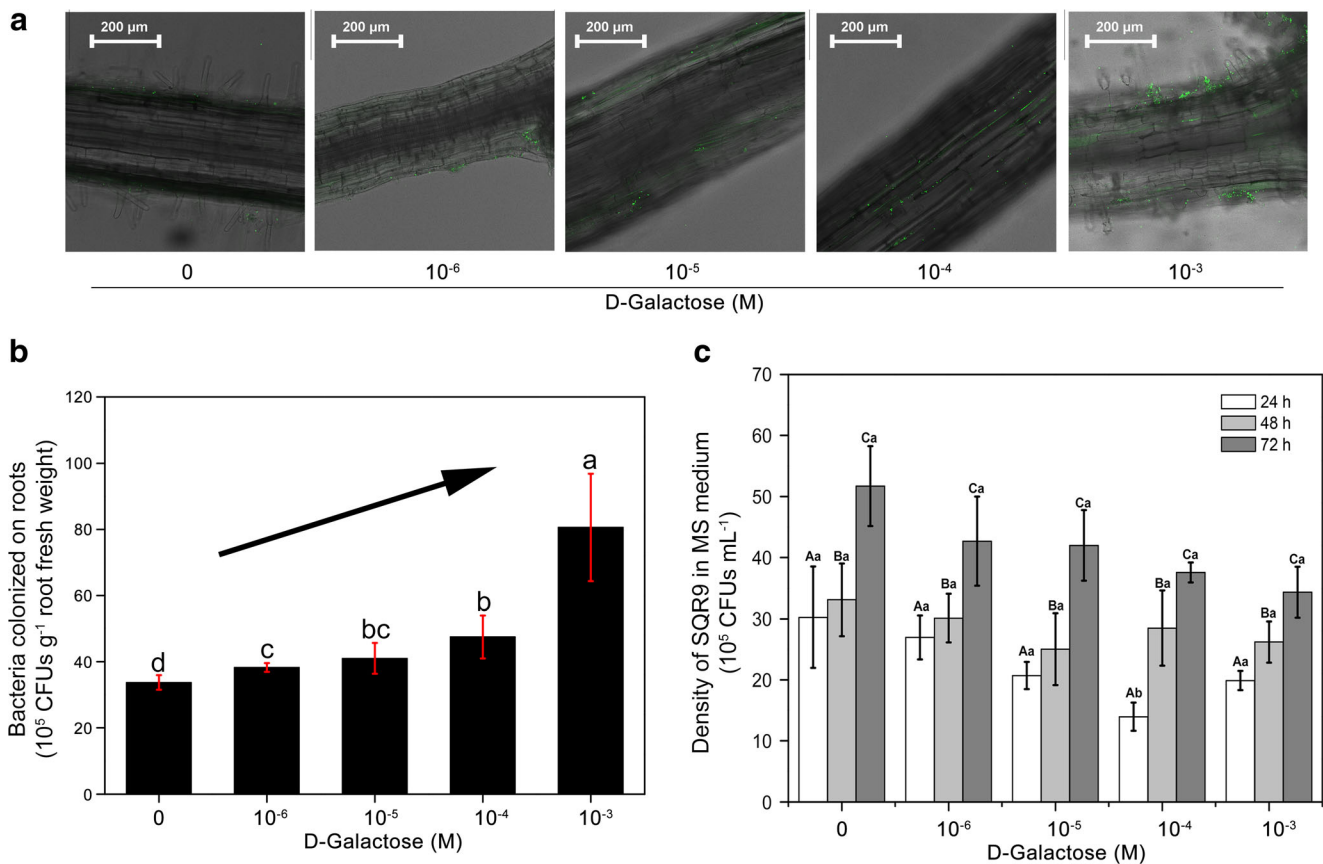 a
200 µm 200 µm 200 µm 200 µm 200 µm
0 10⁻⁶ 10⁻⁵ 10⁻⁴ 10⁻³
D-Galactose (M)
b
Bacteria colonized on roots
(10⁵ CFUs g⁻¹ root fresh weight)
120
100
80
60
40
20
0
d c bc b a
0 10⁻⁶ 10⁻⁵ 10⁻⁴ 10⁻³
D-Galactose (M)
c
Density of SQR9 in MS medium
(10⁵ CFUs mL⁻¹)
70
60
50
40
30
20
10
0
24 h
48 h
72 h
Aa Ba Ca Aa Ba Ca Aa Ba Ca Ab Ba Ca Aa Ba Ca
0 10⁻⁶ 10⁻⁵ 10⁻⁴ 10⁻³
D-Galactose (M)